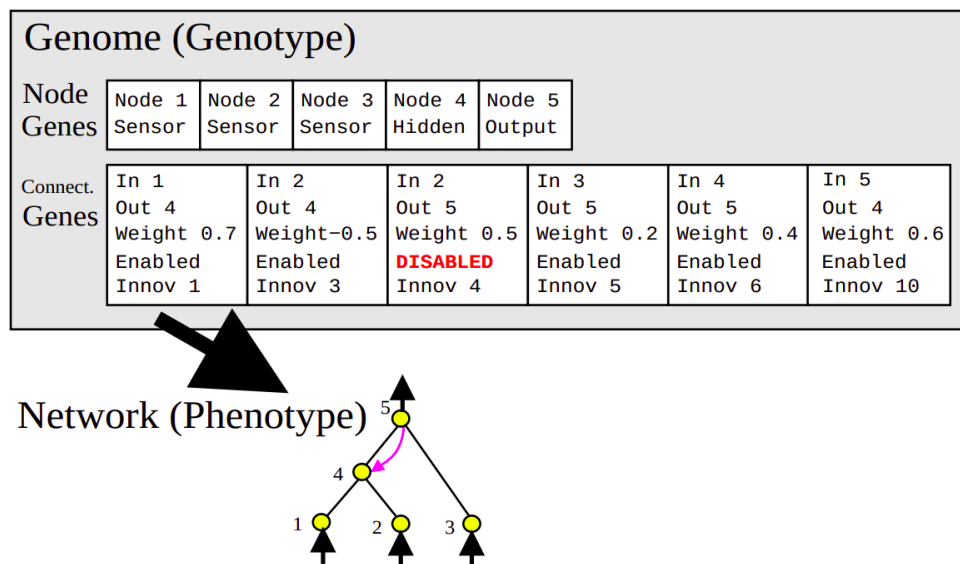 Genome (Genotype)
Node Genes
Node 1 Node 2 Node 3 Node 4 Node 5
Sensor Sensor Sensor Hidden Output
Connect. Genes
In 1 In 2 In 2 In 3 In 4 In 5
Out 4 Out 4 Out 5 Out 5 Out 5 Out 4
Weight 0.7 Weight−0.5 Weight 0.5 Weight 0.2 Weight 0.4 Weight 0.6
Enabled Enabled DISABLED Enabled Enabled Enabled
Innov 1 Innov 3 Innov 4 Innov 5 Innov 6 Innov 10
Network (Phenotype)
5
4
1 2 3